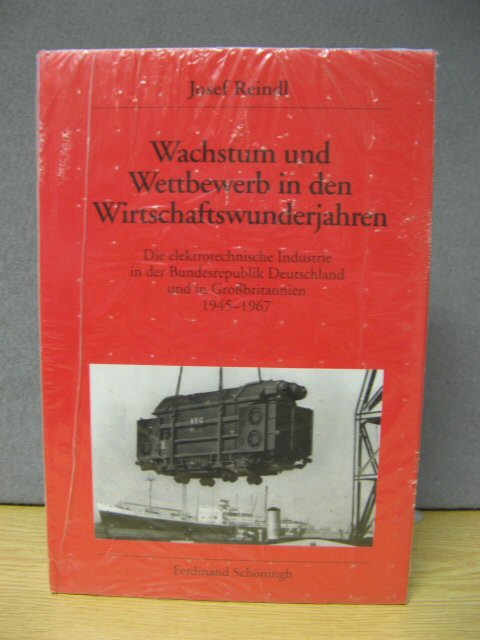 Josef Reindl
Wachstum und
Wettbewerb in den
Wirtschaftswunderjahren
Die elektrotechnische Industrie
in der Bundesrepublik Deutschland
und in Großbritannien
1945–1967
AEG
Ferdinand Schöningh